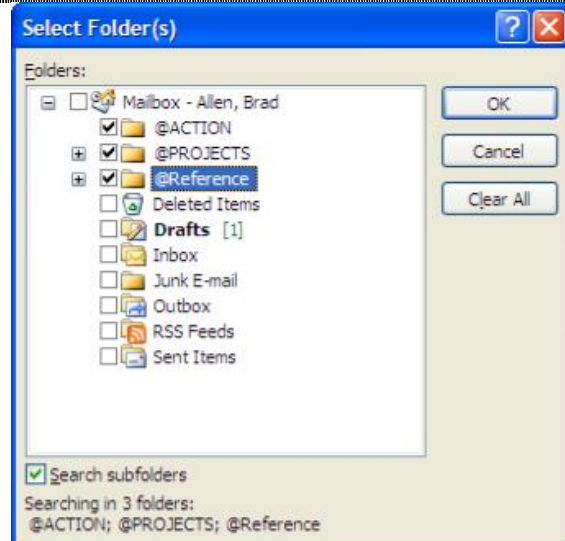 Select Folder(s)
Folders:
Mailbox - Allen, Brad
OK
@ACTION
@PROJECTS
Cancel
@Reference
Deleted Items
Clear All
Drafts [1]
Inbox
Junk E-mail
Outbox
RSS Feeds
Sent Items
Search subfolders
Searching in 3 folders:
@ACTION; @PROJECTS; @Reference